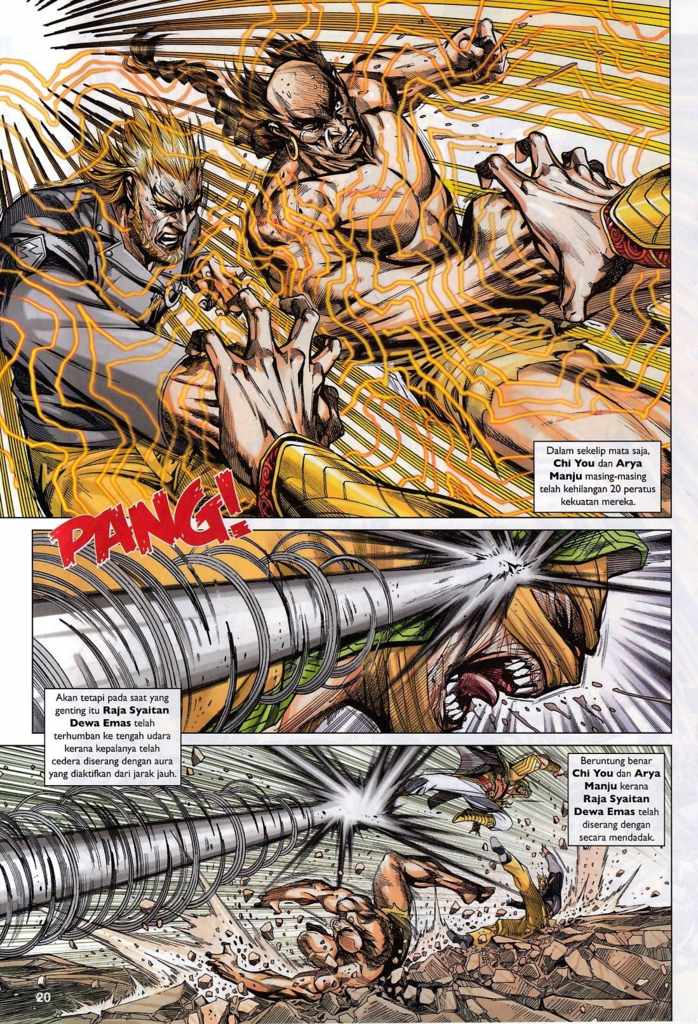 Dalam sekelip mata saja,
Chi You dan Arya
Manju masing-masing
telah kehilangan 20 peratus
kekuatan mereka.
PANG!
Akan tetapi pada saat yang
genting itu Raja Syaitan
Dewa Emas telah
terhumban ke tengah udara
kerana kepalanya telah
cedera diserang dengan aura
yang diaktifkan dari jarak jauh.
Beruntung benar
Chi You dan Arya
Manju kerana
Raja Syaitan
Dewa Emas telah
diserang dengan
secara mendadak.
20